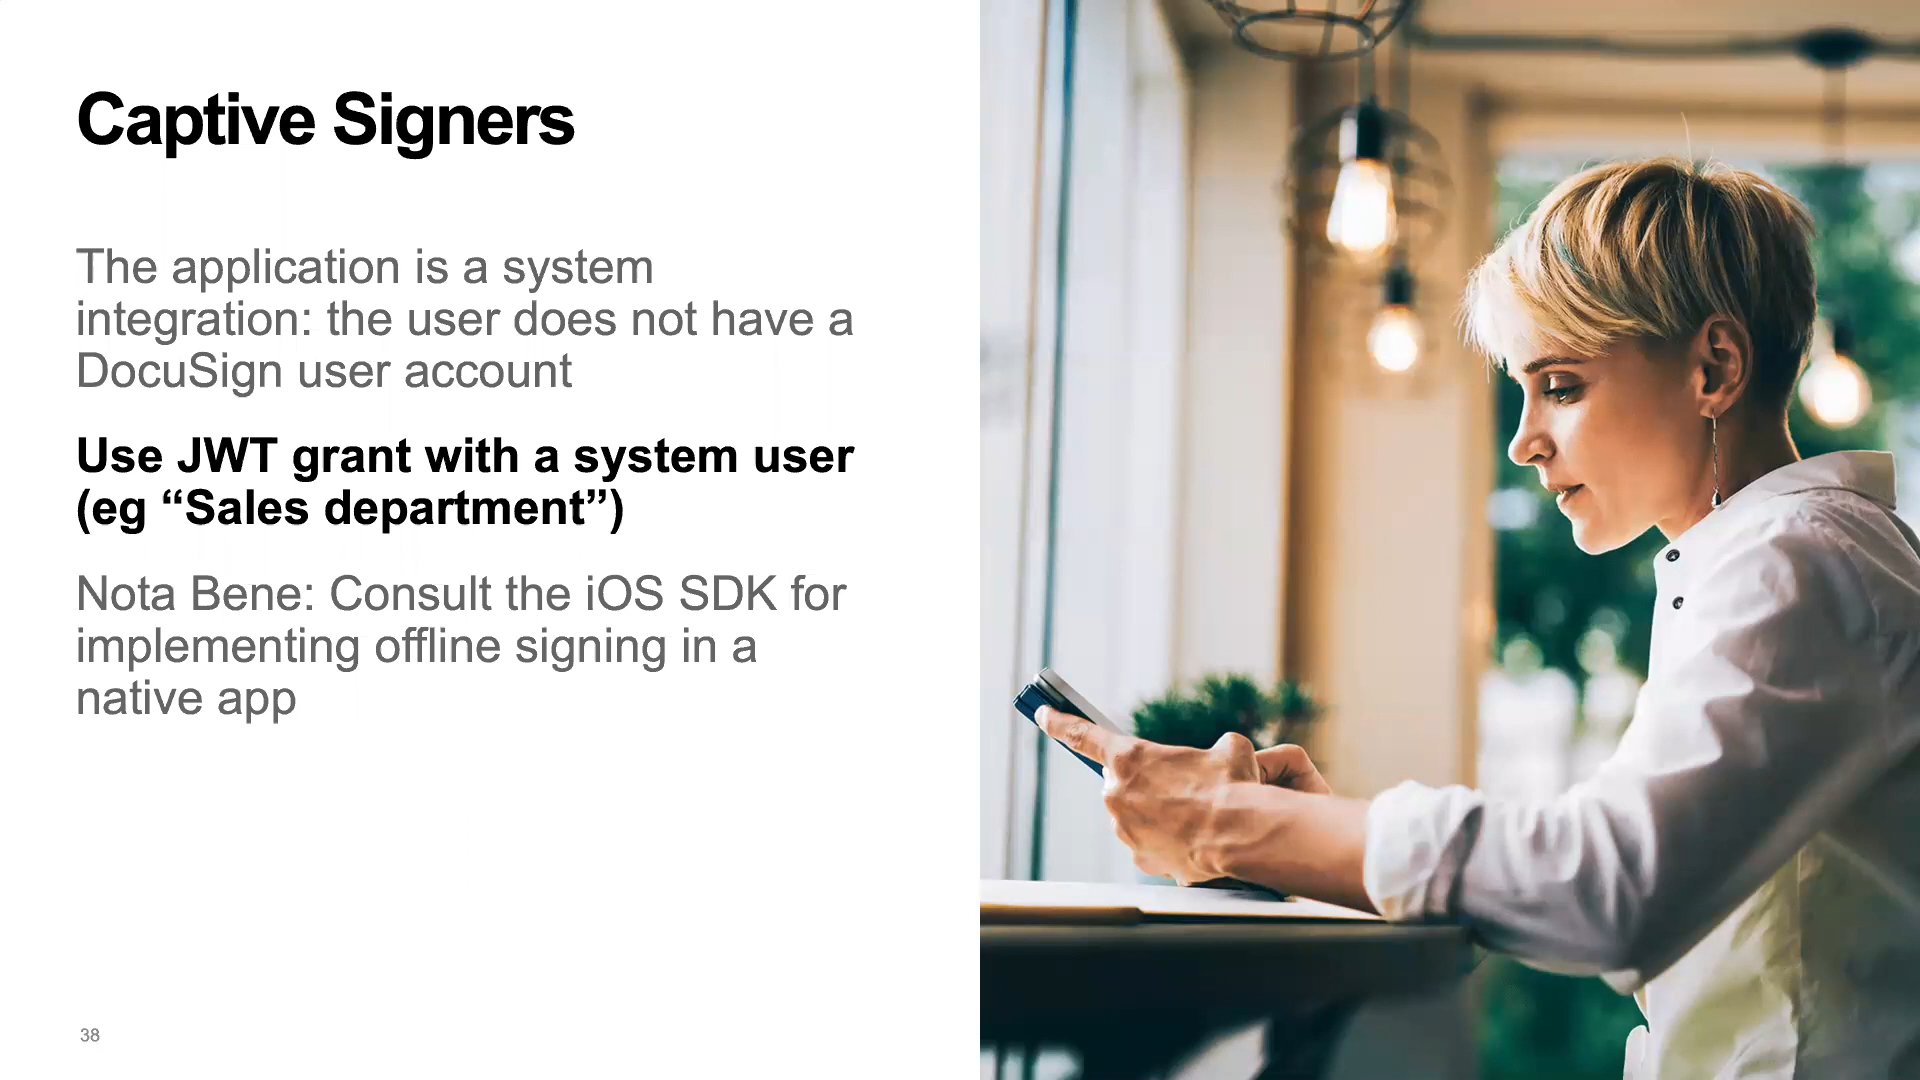 Captive Signers
The application is a system
integration: the user does not have a
DocuSign user account
Use JWT grant with a system user
(eg “Sales department”)
Nota Bene: Consult the iOS SDK for
implementing offline signing in a
native app
38